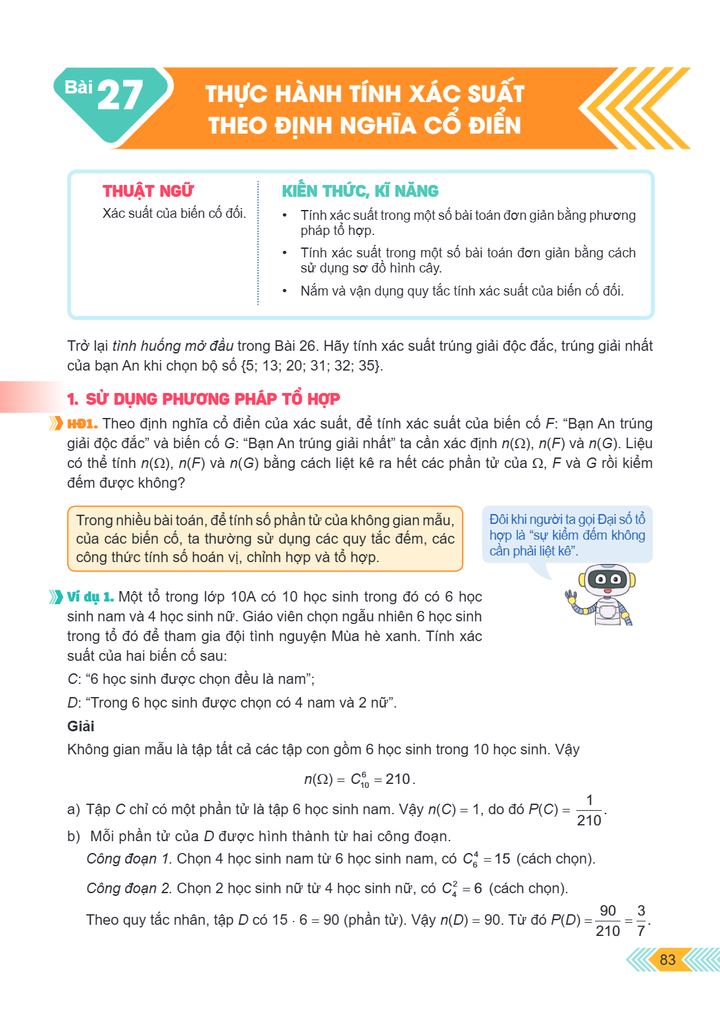 Bài 27
THỰC HÀNH TÍNH XÁC SUẤT
THEO ĐỊNH NGHĨA CỔ ĐIỂN
THUẬT NGỮ
Xác suất của biến cố đối.
KIẾN THỨC, KĨ NĂNG
• Tính xác suất trong một số bài toán đơn giản bằng phương
pháp tổ hợp.
• Tính xác suất trong một số bài toán đơn giản bằng cách
sử dụng sơ đồ hình cây.
• Nắm và vận dụng quy tắc tính xác suất của biến cố đối.
Trở lại tình huống mở đầu trong Bài 26. Hãy tính xác suất trúng giải độc đắc, trúng giải nhất
của bạn An khi chọn bộ số {5; 13; 20; 31; 32; 35}.
1. SỬ DỤNG PHƯƠNG PHÁP TỔ HỢP
HĐ1. Theo định nghĩa cổ điển của xác suất, để tính xác suất của biến cố F: “Bạn An trúng
giải độc đắc” và biến cố G: “Bạn An trúng giải nhất” ta cần xác định n(Ω), n(F) và n(G). Liệu
có thể tính n(Ω), n(F) và n(G) bằng cách liệt kê ra hết các phần tử của Ω, F và G rồi kiểm
đếm được không?
Trong nhiều bài toán, để tính số phần tử của không gian mẫu,
của các biến cố, ta thường sử dụng các quy tắc đếm, các
công thức tính số hoán vị, chỉnh hợp và tổ hợp.
Đôi khi người ta gọi Đại số tổ
hợp là “sự kiểm đếm không
cần phải liệt kê”.
Ví dụ 1. Một tổ trong lớp 10A có 10 học sinh trong đó có 6 học
sinh nam và 4 học sinh nữ. Giáo viên chọn ngẫu nhiên 6 học sinh
trong tổ đó để tham gia đội tình nguyện Mùa hè xanh. Tính xác
suất của hai biến cố sau:
C: “6 học sinh được chọn đều là nam”;
D: “Trong 6 học sinh được chọn có 4 nam và 2 nữ”.
Giải
Không gian mẫu là tập tất cả các tập con gồm 6 học sinh trong 10 học sinh. Vậy
n(Ω) = C₁₀⁶ = 210.
a) Tập C chỉ có một phần tử là tập 6 học sinh nam. Vậy n(C) = 1, do đó P(C) = 1/210.
b) Mỗi phần tử của D được hình thành từ hai công đoạn.
Công đoạn 1. Chọn 4 học sinh nam từ 6 học sinh nam, có C₆⁴ = 15 (cách chọn).
Công đoạn 2. Chọn 2 học sinh nữ từ 4 học sinh nữ, có C₄² = 6 (cách chọn).
Theo quy tắc nhân, tập D có 15 · 6 = 90 (phần tử). Vậy n(D) = 90. Từ đó P(D) = 90/210 = 3/7.
83